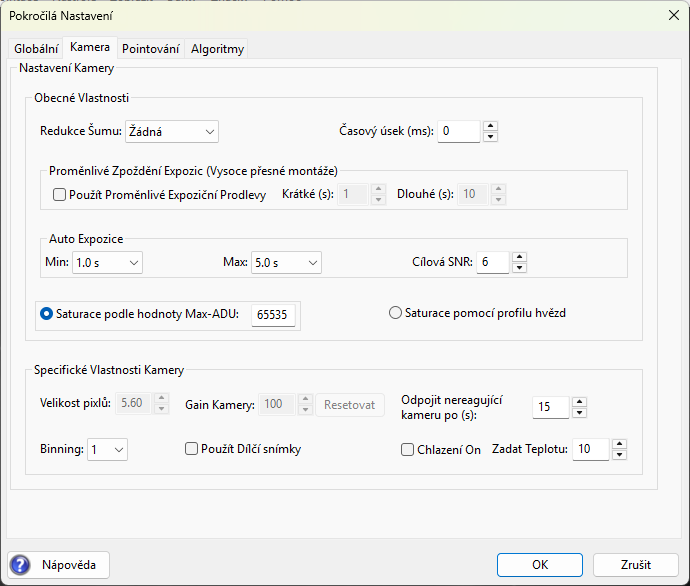 Pokročilá Nastavení
Globální Kamera Pointování Algoritmy
Nastavení Kamery
Obecné Vlastnosti
Redukce Šumu: Žádná Časový úsek (ms): 0
Proměnlivé Zpoždění Expozic (Vysoce přesné montáže)
Použít Proměnlivé Expoziční Prodlevy Krátké (s): 1 Dlouhé (s): 10
Auto Expozice
Min: 1.0 s Max: 5.0 s Cílová SNR: 6
Saturace podle hodnoty Max-ADU: 65535 Saturace pomocí profilu hvězd
Specifické Vlastnosti Kamery
Velikost pixlů: 5.60 Gain Kamery: 100 Resetovat Odpojit nereagující
kameru po (s): 15
Binning: 1 Použít Dílčí snímky Chlazení On Zadat Teplotu: 10
Nápověda OK Zrušit